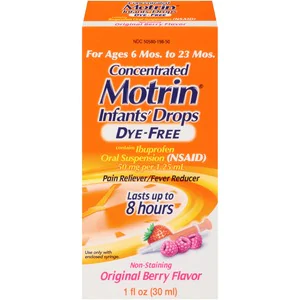 For Ages 6 Mos. to 23 Mos.
Concentrated
Motrin®
Infants' Drops
DYE-FREE
Ibuprofen
Oral Suspension (NSAID)
50 mg per 1.25 mL
Pain Reliever/Fever Reducer
Lasts up to
8 hours
Use only with
enclosed syringe.
Non-Staining
Original Berry Flavor
1 fl oz (30 ml)